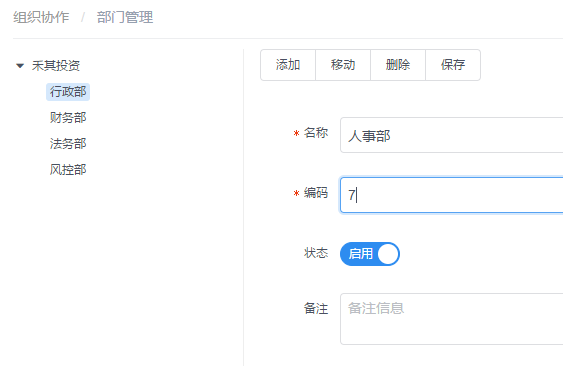 组织协作 / 部门管理
禾其投资
行政部
财务部
法务部
风控部
添加 移动 删除 保存
* 名称 人事部
* 编码 7
状态 启用
备注 备注信息